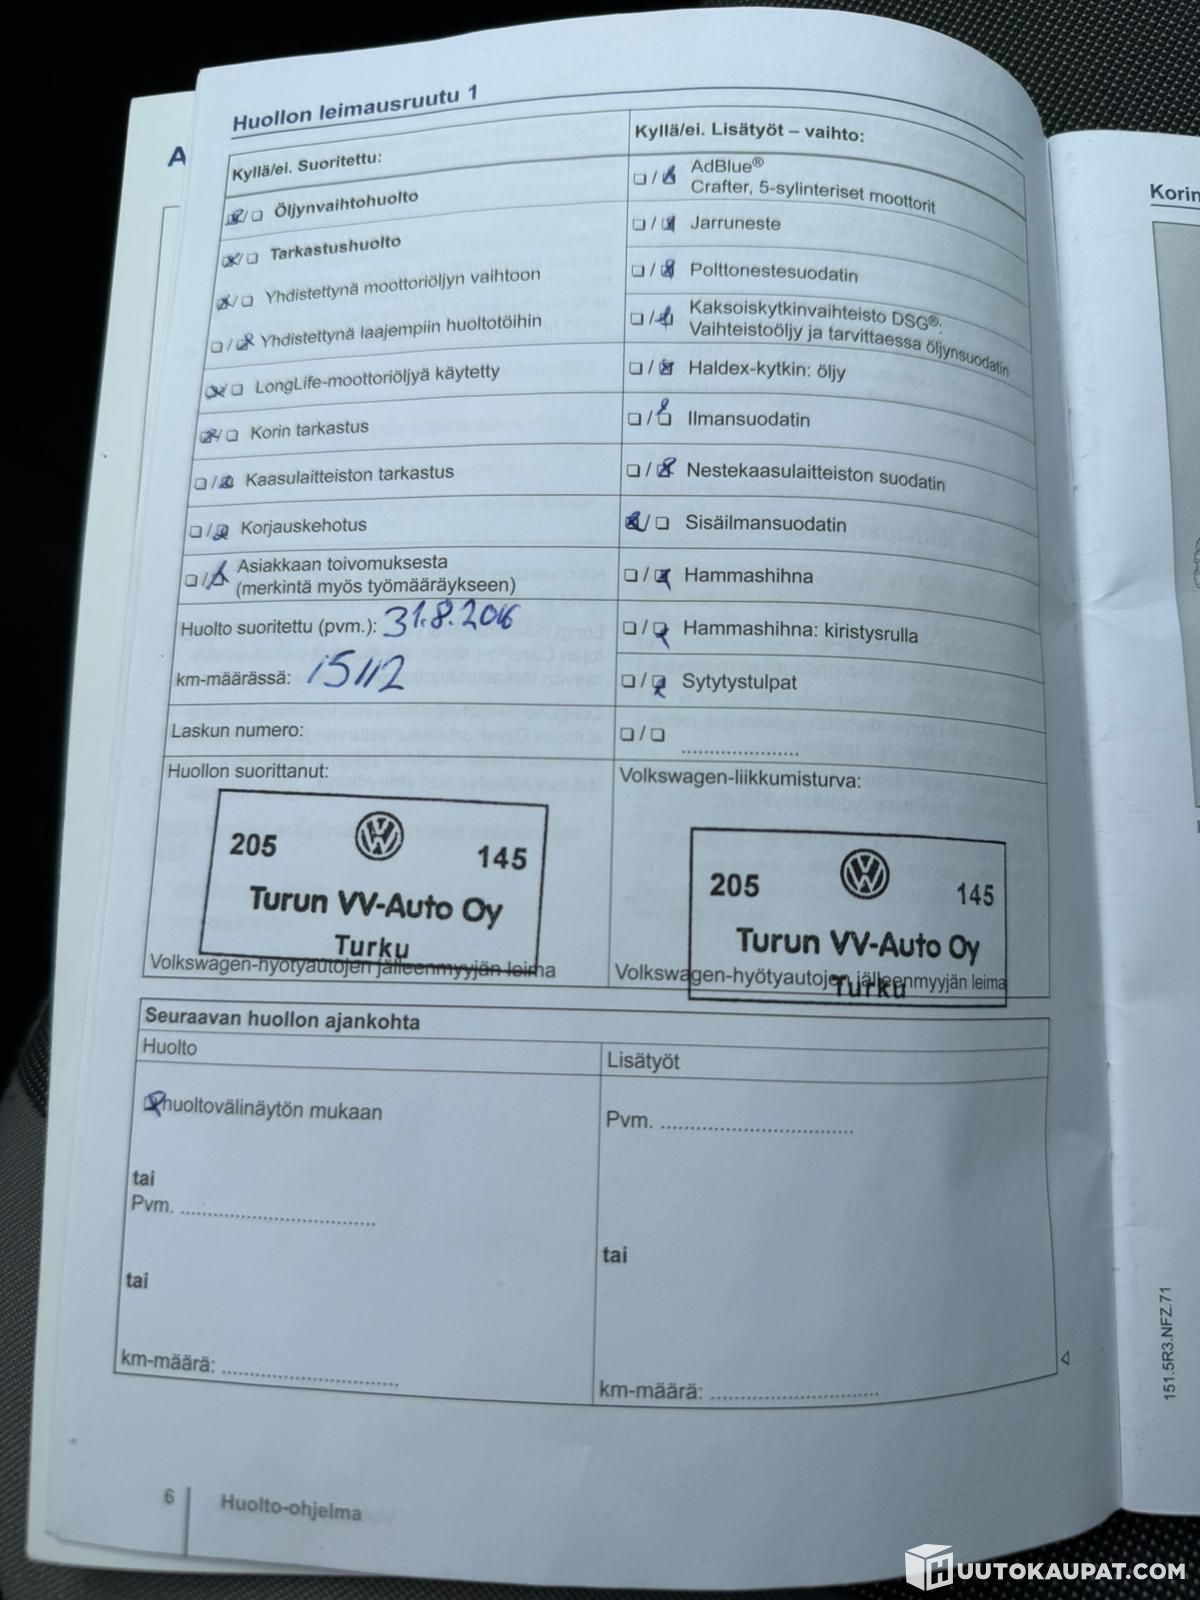 A
Huollon leimausruutu 1
Kyllä/ei. Suoritettu:
Öljynvaihtohuolto
Tarkastushuolto
Yhdistettynä moottoriöljyn vaihtoon
Yhdistettynä laajempiin huoltotöihin
LongLife-moottoriöljyä käytetty
Korin tarkastus
Kaasulaitteiston tarkastus
Korjauskehotus
Asiakkaan toivomuksesta
(merkintä myös työmääräykseen)
Huolto suoritettu (pvm.): 31.8.2016
km-määrässä: 15112
Laskun numero:
Huollon suorittanut:
205 145
Turun VV-Auto Oy
Turku
Volkswagen-hyötyautojen jälleenmyyjän leima
Kyllä/ei. Lisätyöt – vaihto:
AdBlue®
Crafter, 5-sylinteriset moottorit
Jarruneste
Polttonestesuodatin
Kaksoiskytkinvaihteisto DSG®:
Vaihteistoöljy ja tarvittaessa öljynsuodatin
Haldex-kytkin: öljy
Ilmansuodatin
Nestekaasulaitteiston suodatin
Sisäilmansuodatin
Hammashihna
Hammashihna: kiristysrulla
Sytytystulpat
....................
Volkswagen-liikkumisturva:
205 145
Turun VV-Auto Oy
Turku
Volkswagen-hyötyautojen jälleenmyyjän leima
Seuraavan huollon ajankohta
Huolto
huoltovälinäytön mukaan
tai
Pvm. ..................................
tai
km-määrä: ..............................
Lisätyöt
Pvm. .................................
tai
km-määrä: .............................
6 Huolto-ohjelma
Korin
151.5R3.NFZ.71
HUUTOKAUPAT.COM